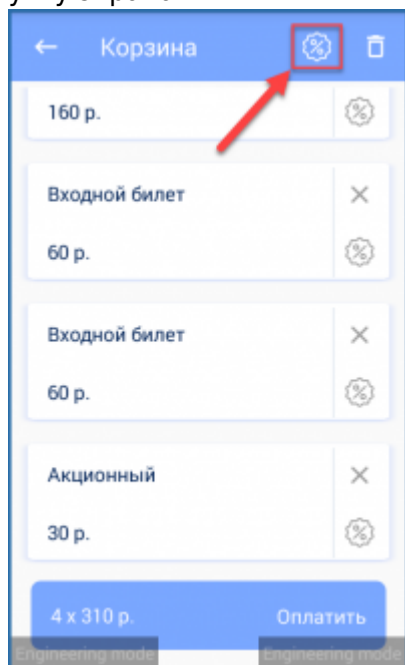 Корзина
160 р.
Входной билет
60 р.
Входной билет
60 р.
Акционный
30 р.
4 x 310 р. Оплатить
Engineering mode Engineering mode